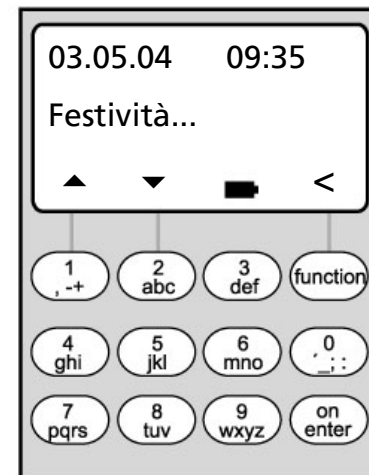 03.05.04 09:35
Festività...
<
1 2 3 function
, -+ abc def
4 5 6 0
ghi jkl mno ´_; :
7 8 9 on
pqrs tuv wxyz enter